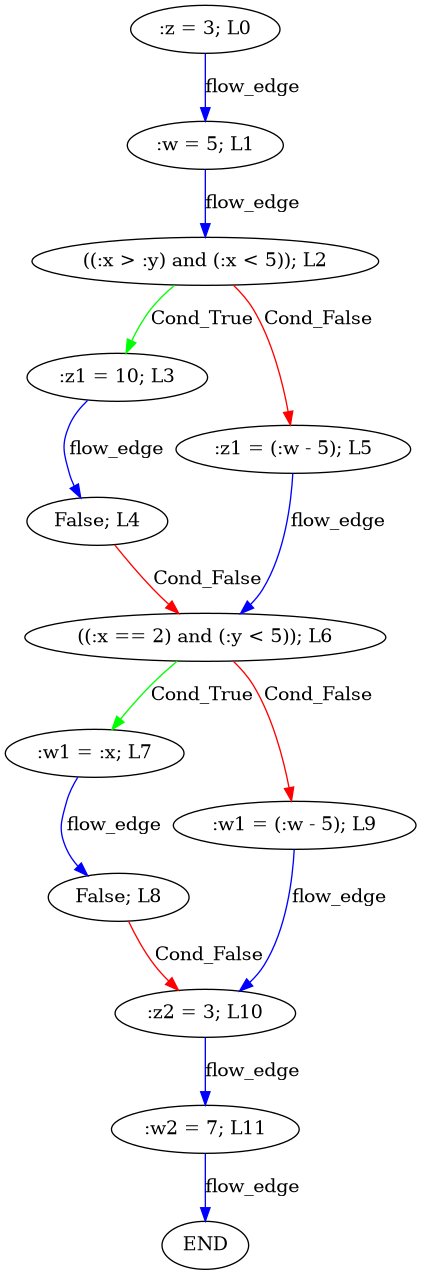 :z = 3; L0
flow_edge
:w = 5; L1
flow_edge
((:x > :y) and (:x < 5)); L2
Cond_True
Cond_False
:z1 = 10; L3
flow_edge
:z1 = (:w - 5); L5
False; L4
flow_edge
Cond_False
((:x == 2) and (:y < 5)); L6
Cond_True
Cond_False
:w1 = :x; L7
flow_edge
:w1 = (:w - 5); L9
False; L8
flow_edge
Cond_False
:z2 = 3; L10
flow_edge
:w2 = 7; L11
flow_edge
END